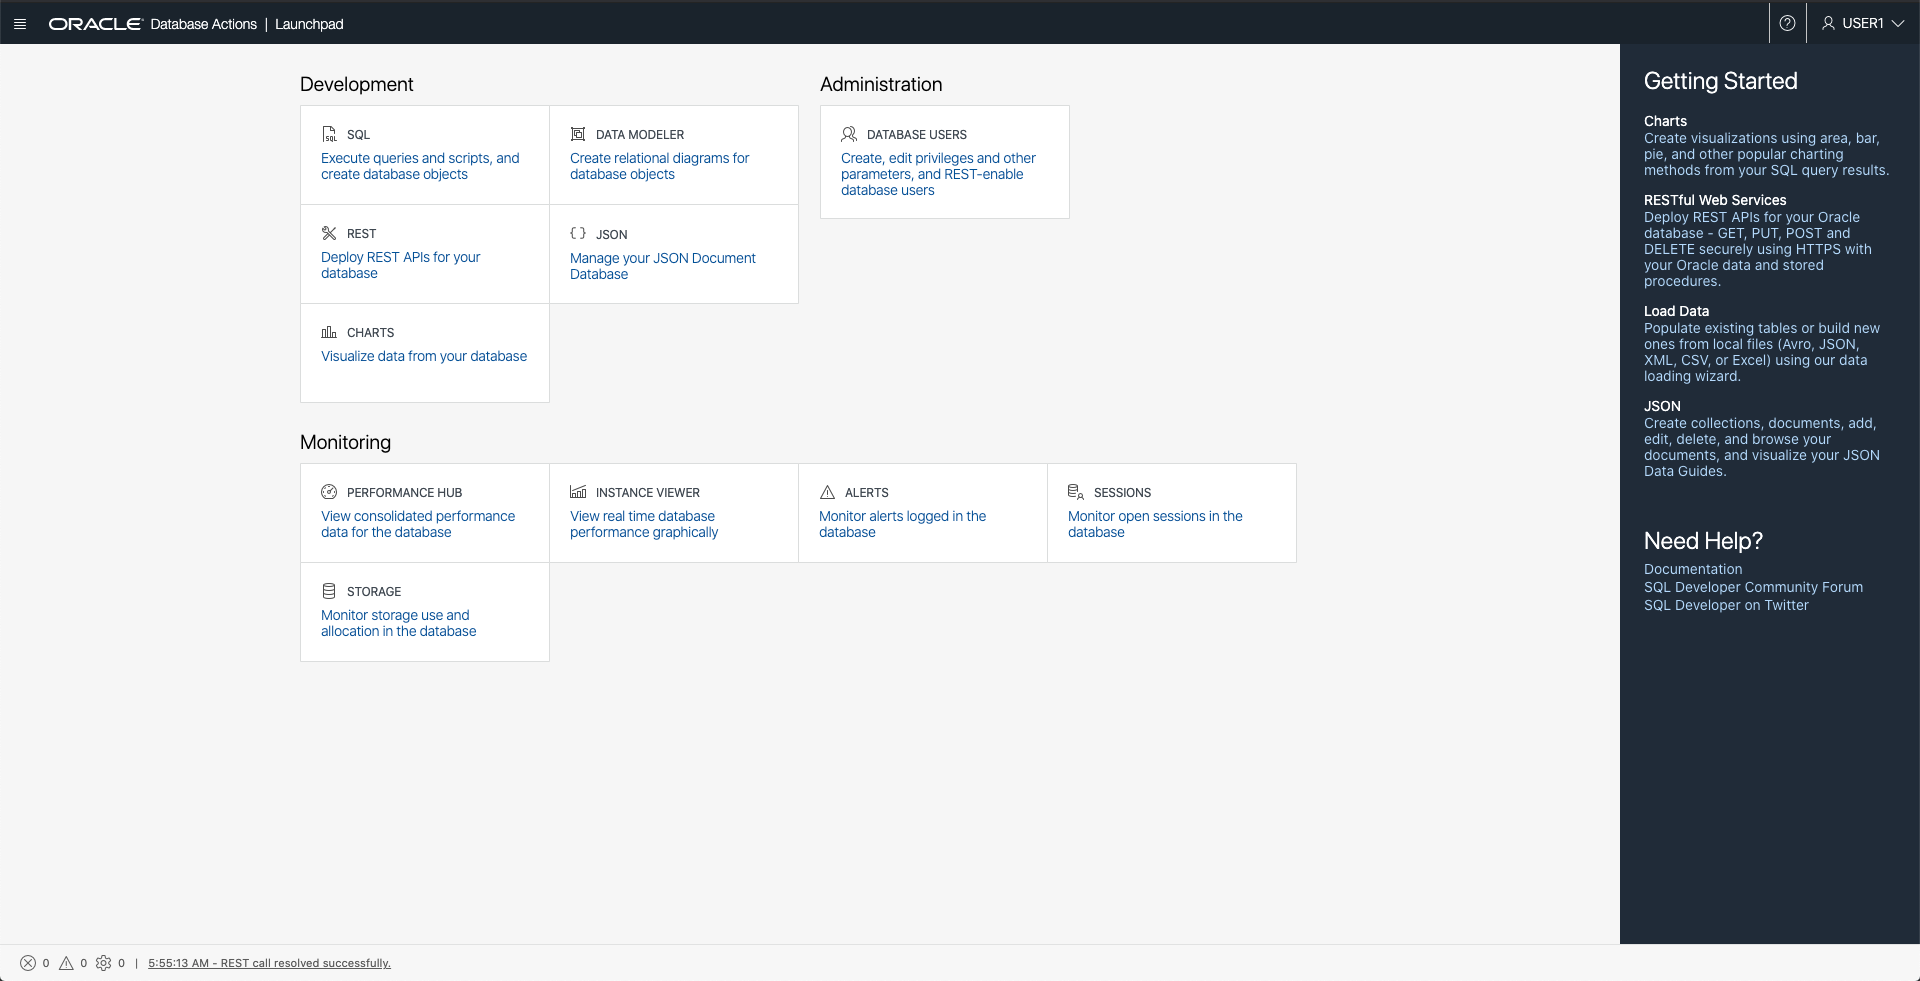 ORACLE Database Actions | Launchpad
USER1
Development
SQL
Execute queries and scripts, and
create database objects
DATA MODELER
Create relational diagrams for
database objects
REST
Deploy REST APIs for your
database
JSON
Manage your JSON Document
Database
CHARTS
Visualize data from your database
Administration
DATABASE USERS
Create, edit privileges and other
parameters, and REST-enable
database users
Monitoring
PERFORMANCE HUB
View consolidated performance
data for the database
INSTANCE VIEWER
View real time database
performance graphically
ALERTS
Monitor alerts logged in the
database
SESSIONS
Monitor open sessions in the
database
STORAGE
Monitor storage use and
allocation in the database
Getting Started
Charts
Create visualizations using area, bar,
pie, and other popular charting
methods from your SQL query results.
RESTful Web Services
Deploy REST APIs for your Oracle
database - GET, PUT, POST and
DELETE securely using HTTPS with
your Oracle data and stored
procedures.
Load Data
Populate existing tables or build new
ones from local files (Avro, JSON,
XML, CSV, or Excel) using our data
loading wizard.
JSON
Create collections, documents, add,
edit, delete, and browse your
documents, and visualize your JSON
Data Guides.
Need Help?
Documentation
SQL Developer Community Forum
SQL Developer on Twitter
0 0 0 | 5:55:13 AM - REST call resolved successfully.